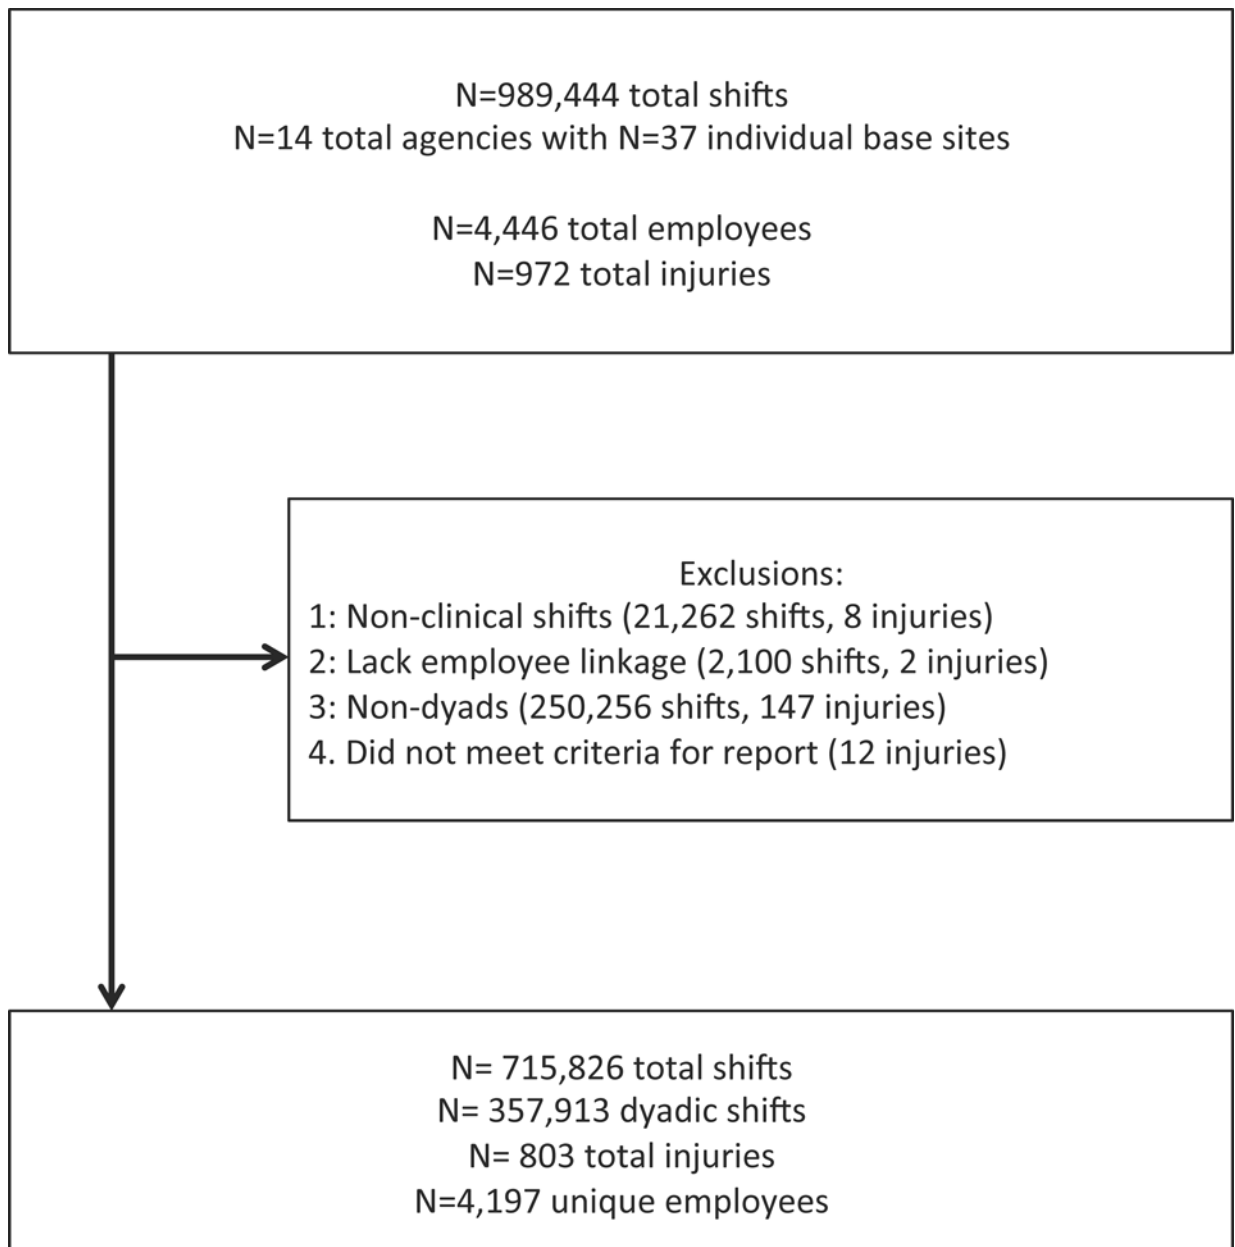 N=989,444 total shifts
N=14 total agencies with N=37 individual base sites
N=4,446 total employees
N=972 total injuries
Exclusions:
1: Non-clinical shifts (21,262 shifts, 8 injuries)
2: Lack employee linkage (2,100 shifts, 2 injuries)
3: Non-dyads (250,256 shifts, 147 injuries)
4. Did not meet criteria for report (12 injuries)
N= 715,826 total shifts
N= 357,913 dyadic shifts
N= 803 total injuries
N=4,197 unique employees